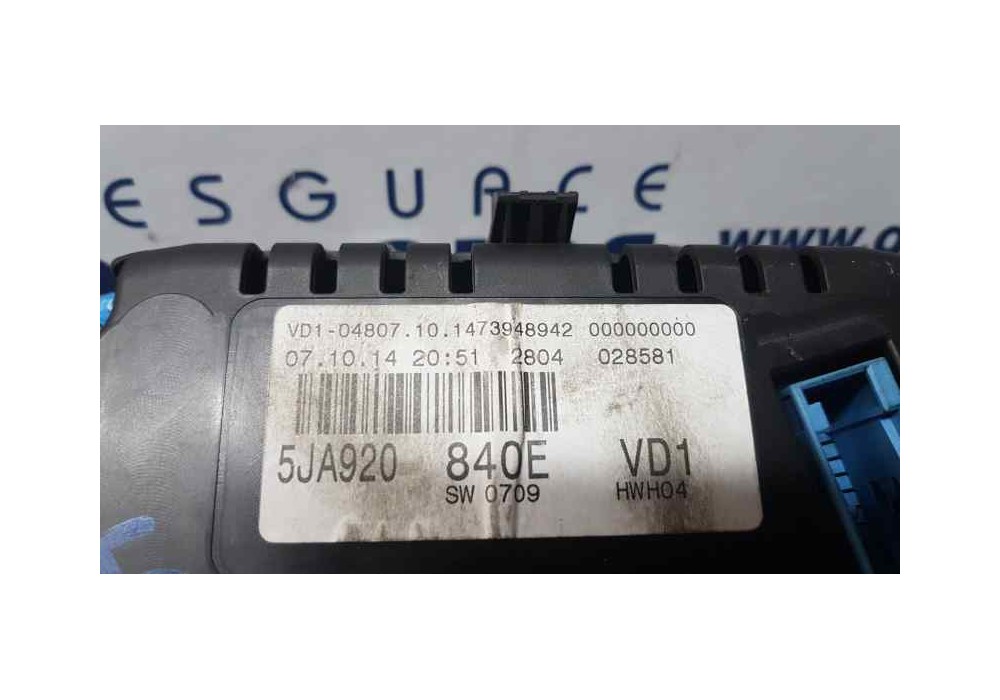 ESGUACE
www.
VD1-04807.10.1473948942 000000000
07.10.14 20:51 2804 028581
5JA920 840E VD1
SW 0709 HWH04